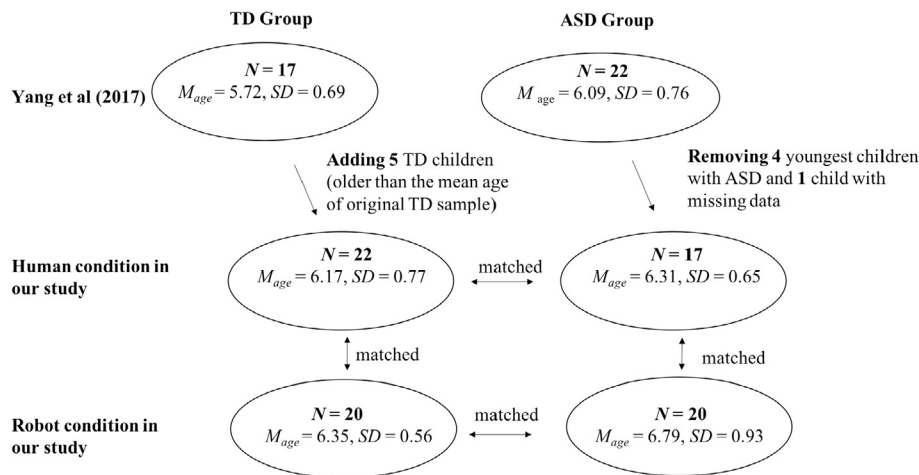 TD Group
ASD Group
Yang et al (2017)
N = 17
Mage = 5.72, SD = 0.69
N = 22
M age = 6.09, SD = 0.76
Adding 5 TD children
(older than the mean age
of original TD sample)
Removing 4 youngest children
with ASD and 1 child with
missing data
Human condition in
our study
N = 22
Mage = 6.17, SD = 0.77
matched
N = 17
Mage = 6.31, SD = 0.65
matched
matched
Robot condition in
our study
N = 20
Mage = 6.35, SD = 0.56
matched
N = 20
Mage = 6.79, SD = 0.93